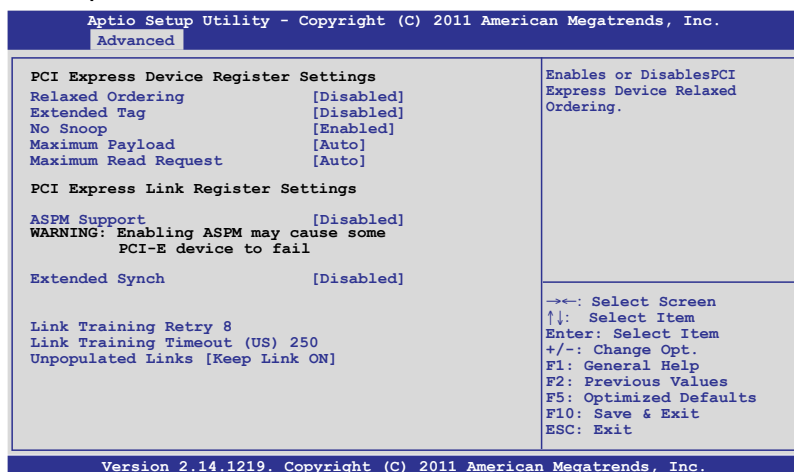 Aptio Setup Utility - Copyright (C) 2011 American Megatrends, Inc.
Advanced
PCI Express Device Register Settings
Relaxed Ordering [Disabled]
Extended Tag [Disabled]
No Snoop [Enabled]
Maximum Payload [Auto]
Maximum Read Request [Auto]
PCI Express Link Register Settings
ASPM Support [Disabled]
WARNING: Enabling ASPM may cause some
PCI-E device to fail
Extended Synch [Disabled]
Link Training Retry 8
Link Training Timeout (US) 250
Unpopulated Links [Keep Link ON]
Enables or DisablesPCI
Express Device Relaxed
Ordering.
→←: Select Screen
↑↓: Select Item
Enter: Select Item
+/-: Change Opt.
F1: General Help
F2: Previous Values
F5: Optimized Defaults
F10: Save & Exit
ESC: Exit
Version 2.14.1219. Copyright (C) 2011 American Megatrends, Inc.